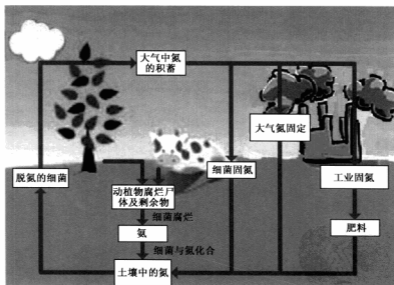 大气中氮
的积蓄
大气氮固定
脱氮的细菌
细菌固氮
工业固氮
动植物腐烂尸
体及剩余物
细菌腐烂
氨
肥料
细菌与氮化合
土壤中的氮